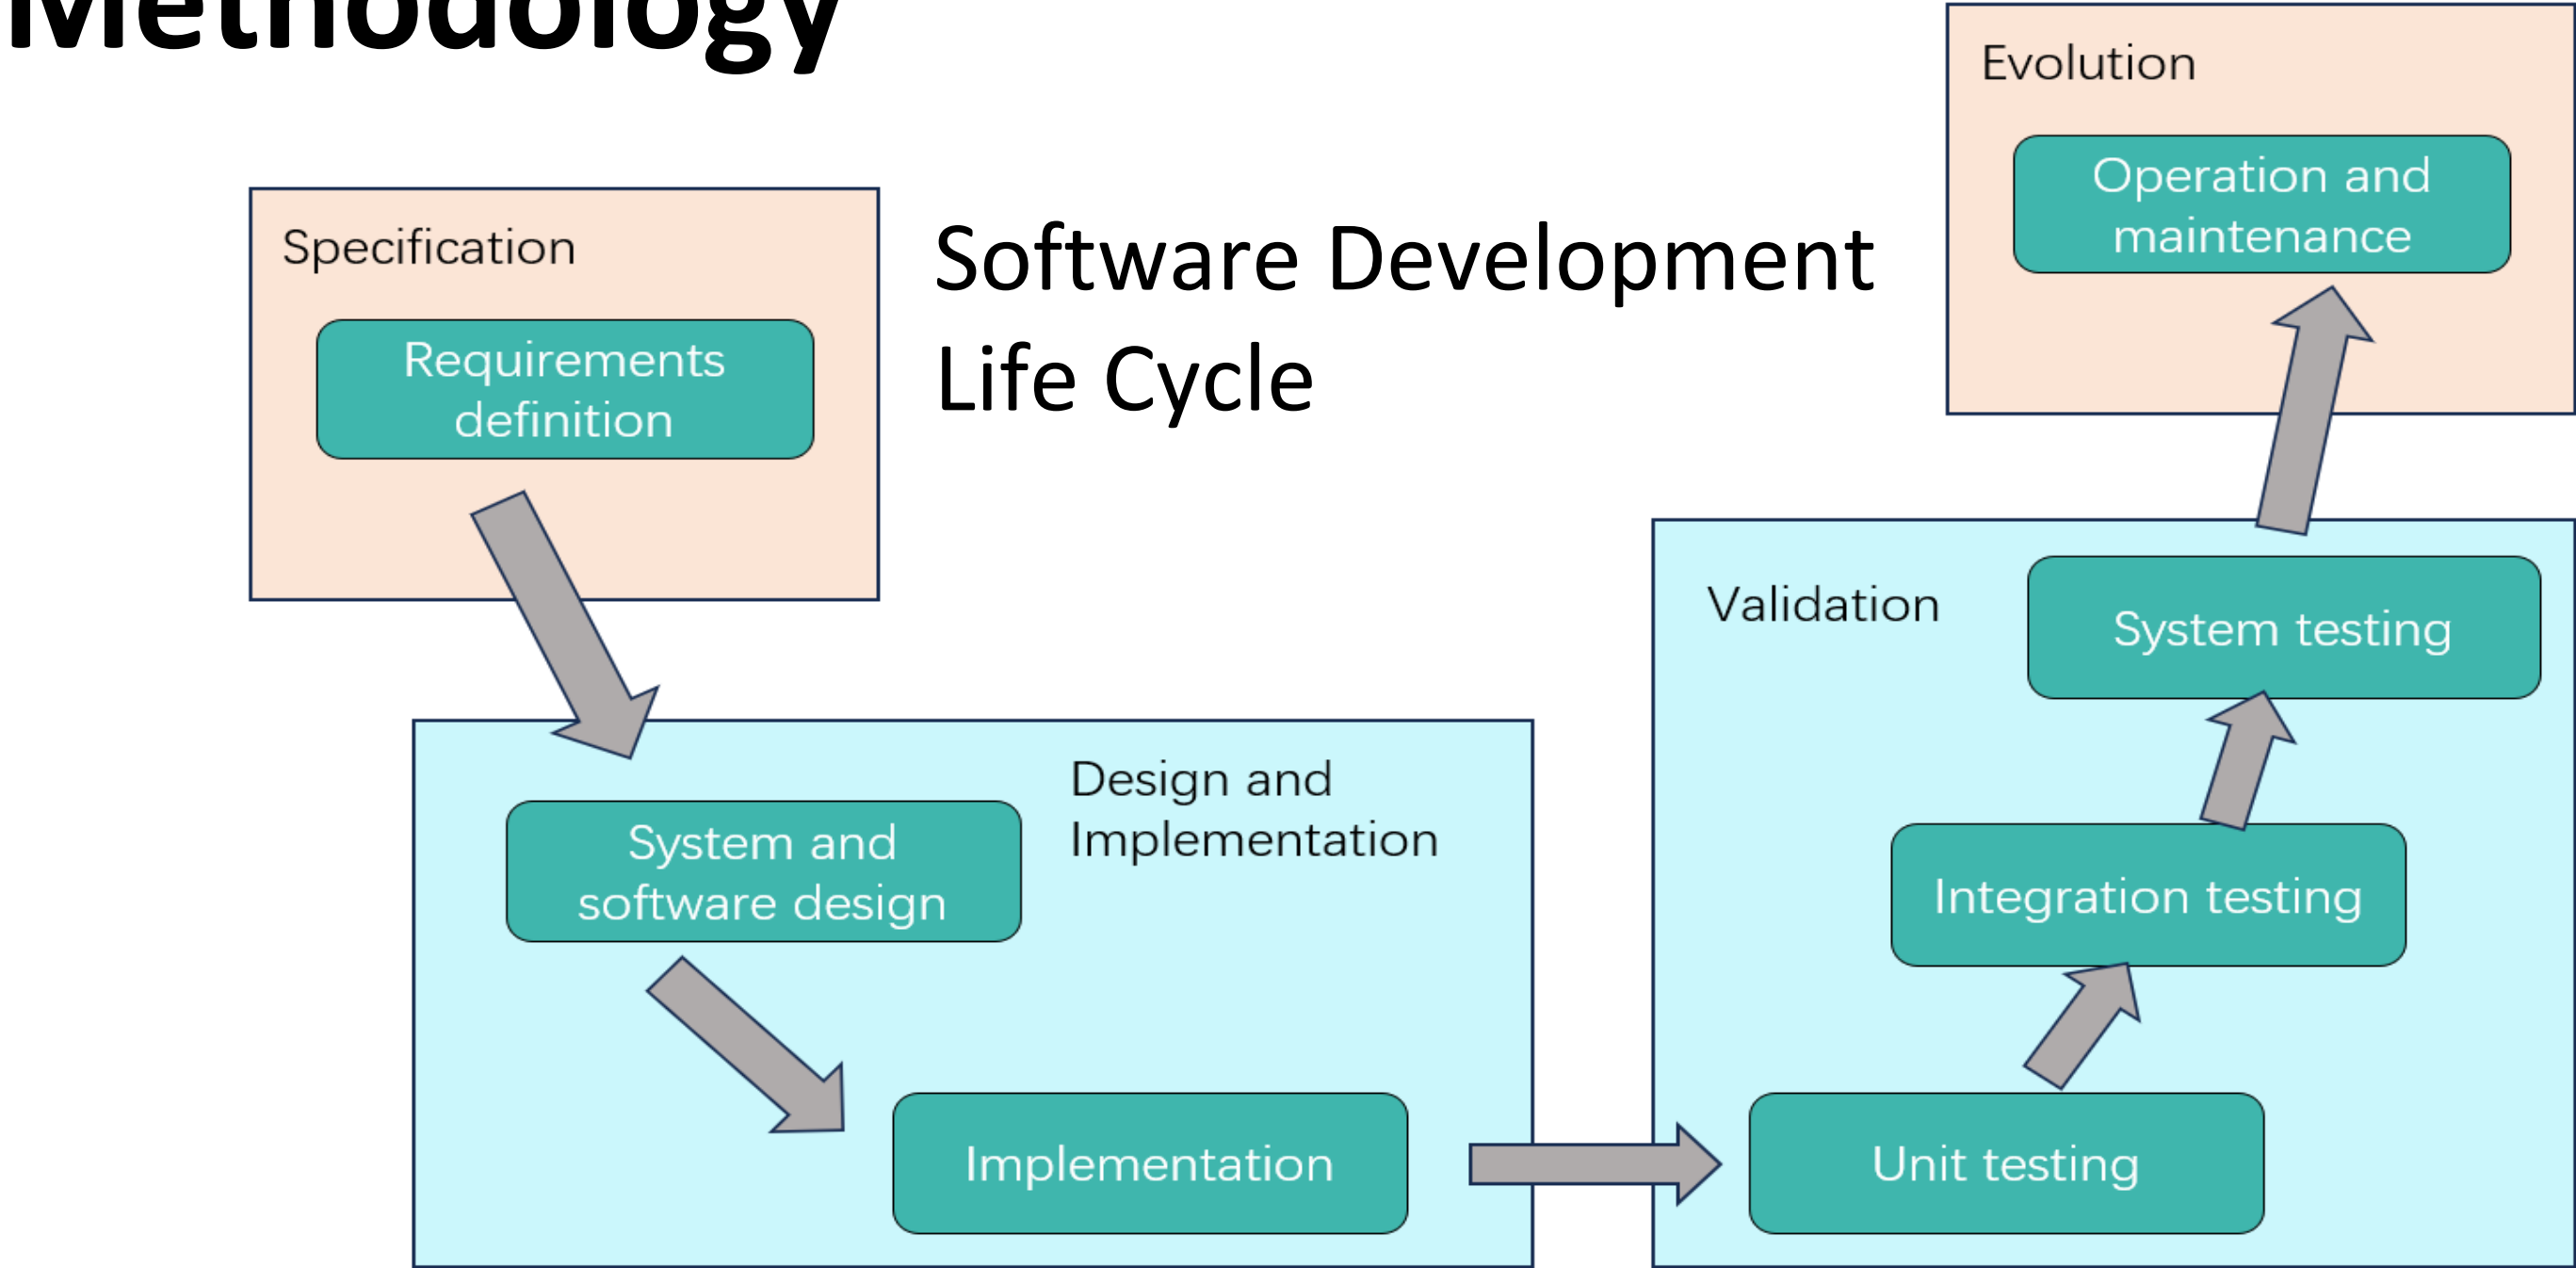 Methodology
Specification
Requirements
definition
Software Development
Life Cycle
Evolution
Operation and
maintenance
Design and
Implementation
System and
software design
Implementation
Validation
System testing
Integration testing
Unit testing